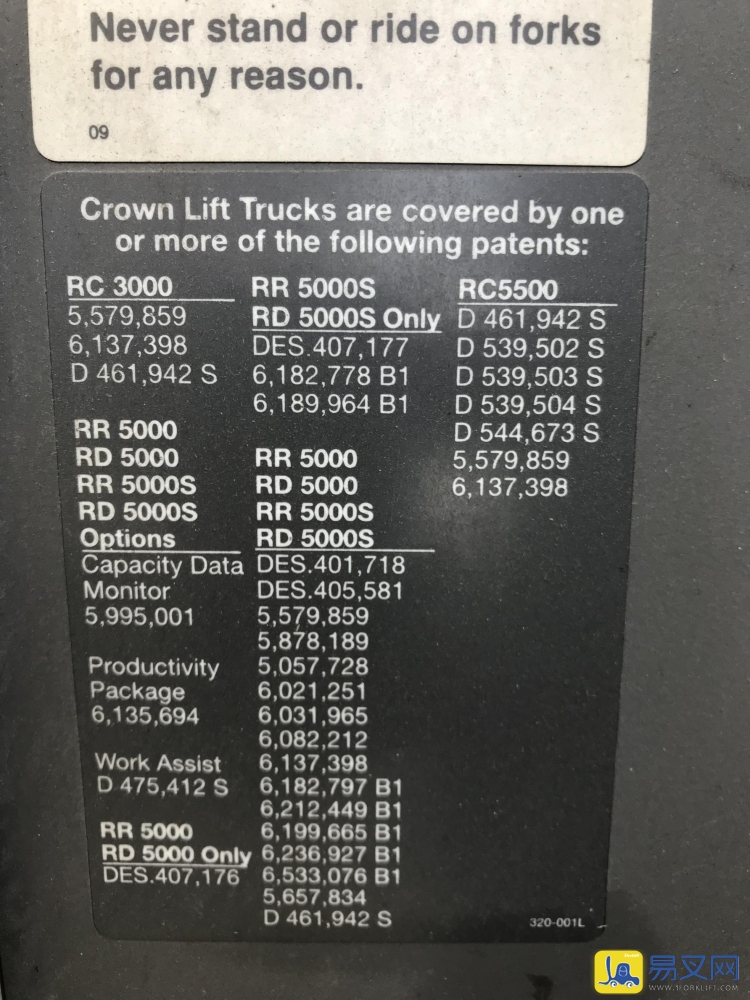 Never stand or ride on forks
for any reason.
09
Crown Lift Trucks are covered by one
or more of the following patents:
RC 3000
5,579,859
6,137,398
D 461,942 S
RR 5000
RD 5000
RR 5000S
RD 5000S
Options
Capacity Data
Monitor
5,995,001
Productivity
Package
6,135,694
Work Assist
D 475,412 S
RR 5000
RD 5000 Only
DES.407,176
RR 5000S
RD 5000S Only
DES.407,177
6,182,778 B1
6,189,964 B1
RR 5000
RD 5000
RR 5000S
RD 5000S
DES.401,718
DES.405,581
5,579,859
5,878,189
5,057,728
6,021,251
6,031,965
6,082,212
6,137,398
6,182,797 B1
6,212,449 B1
6,199,665 B1
6,236,927 B1
6,533,076 B1
5,657,834
D 461,942 S
RC5500
D 461,942 S
D 539,502 S
D 539,503 S
D 539,504 S
D 544,673 S
5,579,859
6,137,398
320-001L
易叉网
WWW.1FORKLIFT.COM